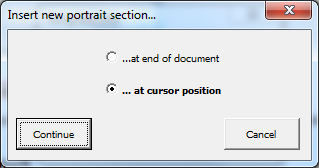 Insert new portrait section...
...at end of document
... at cursor position
Continue
Cancel